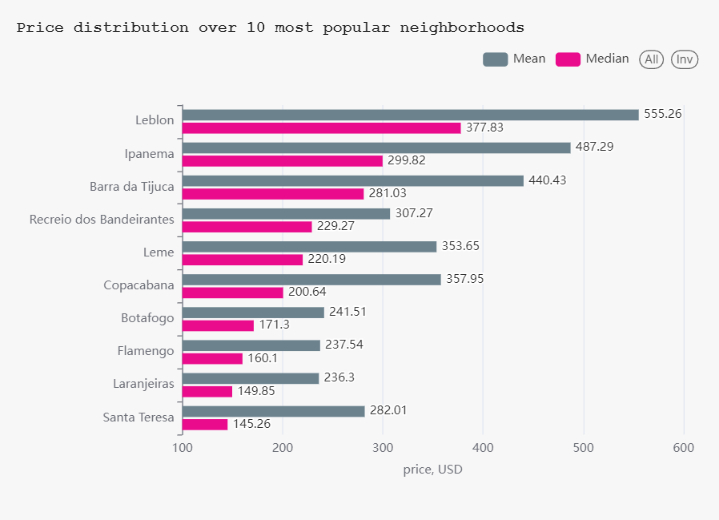 Price distribution over 10 most popular neighborhoods
Mean Median All Inv
Leblon 555.26
377.83
Ipanema 487.29
299.82
Barra da Tijuca 440.43
281.03
Recreio dos Bandeirantes 307.27
229.27
Leme 353.65
220.19
Copacabana 357.95
200.64
Botafogo 241.51
171.3
Flamengo 237.54
160.1
Laranjeiras 236.3
149.85
Santa Teresa 282.01
145.26
100 200 300 400 500 600
price, USD